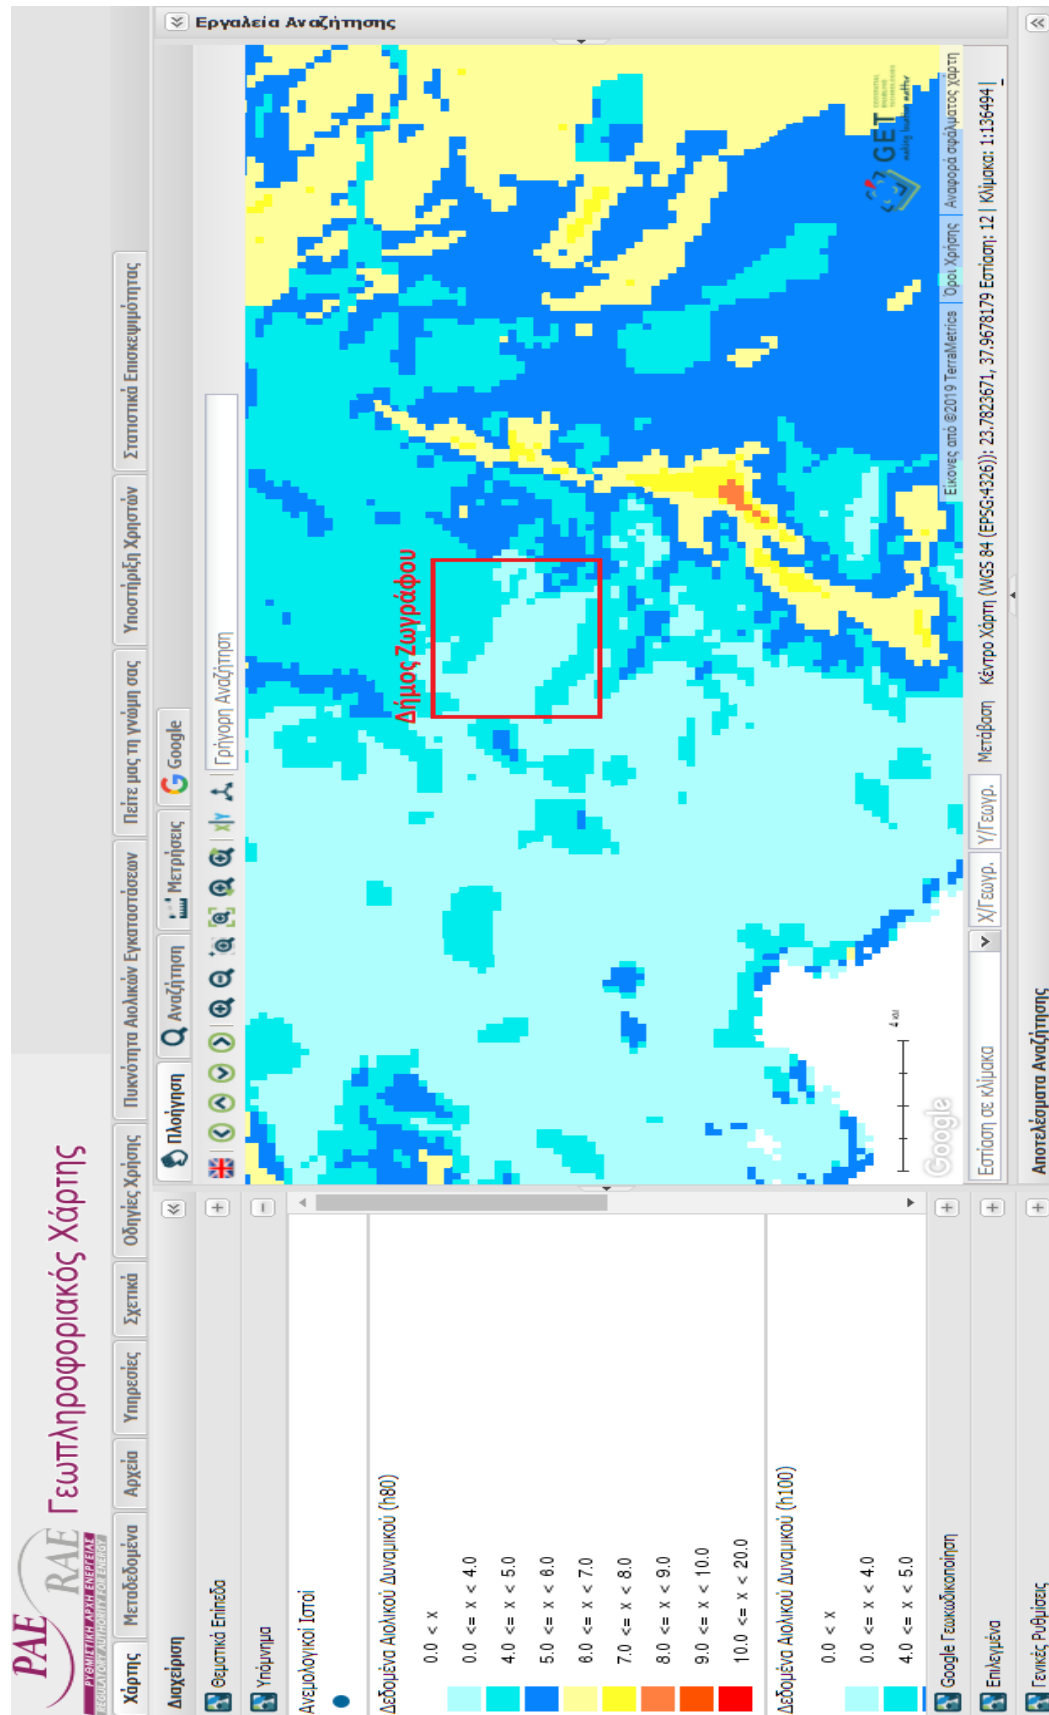 PAE
RAE
ΡΥΘΜΙΣΤΙΚΗ ΑΡΧΗ ΕΝΕΡΓΕΙΑΣ
REGULATORY AUTHORITY FOR ENERGY
Γεωπληροφοριακός Χάρτης
Χάρτης
Μεταδεδομένα
Αρχεία
Υπηρεσίες
Σχετικά
Οδηγίες Χρήσης
Πυκνότητα Αιολικών Εγκαταστάσεων
Πείτε μας τη γνώμη σας
Υποστήριξη Χρηστών
Στατιστικά Επισκεψιμότητας
Διαχείριση
Πλοήγηση
Αναζήτηση
Μετρήσεις
Google
Εργαλεία Αναζήτησης
Θεματικά Επίπεδα
Γρήγορη Αναζήτηση
Υπόμνημα
Ανεμολογικοί Ιστοί
Δεδομένα Αιολικού Δυναμικού (h80)
0.0 < x
0.0 <= x < 4.0
4.0 <= x < 5.0
5.0 <= x < 6.0
6.0 <= x < 7.0
7.0 <= x < 8.0
8.0 <= x < 9.0
9.0 <= x < 10.0
10.0 <= x < 20.0
Δεδομένα Αιολικού Δυναμικού (h100)
0.0 < x
0.0 <= x < 4.0
4.0 <= x < 5.0
Δήμος Ζωγράφου
4 χλμ
Google
GET
making location matter
Εικόνες από ©2019 TerraMetrics
Όροι Χρήσης
Αναφορά σφάλματος χάρτη
Google Γεωκωδικοποίηση
Επιλεγμένα
Εστίαση σε κλίμακα
X/Γεωγρ.
Y/Γεωγρ.
Μετάβαση
Κέντρο Χάρτη (WGS 84 (EPSG:4326)): 23.7823671, 37.9678179 Εστίαση: 12 | Κλίμακα: 1:136494 |
Γενικές Ρυθμίσεις
Αποτελέσματα Αναζήτησης